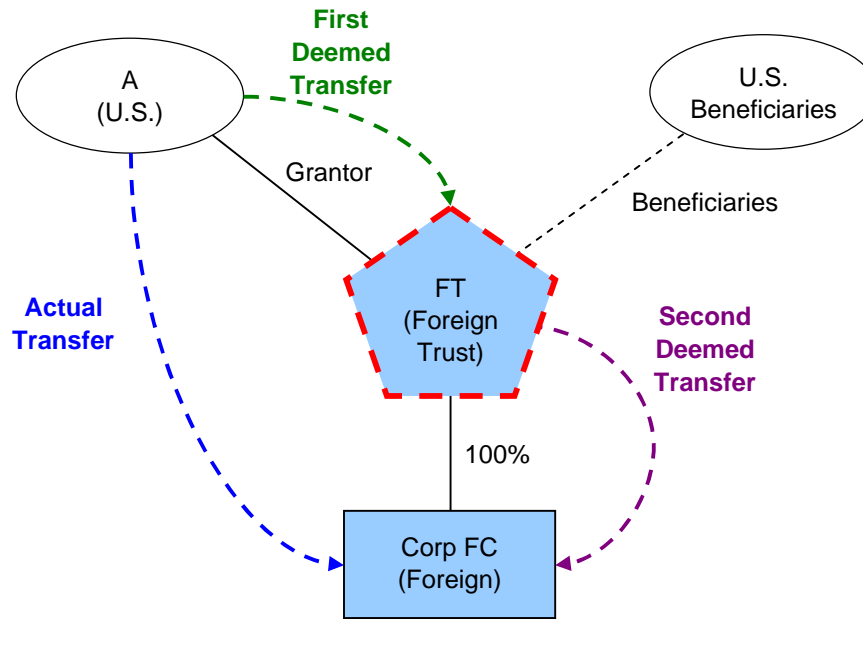 First
Deemed
Transfer
A
(U.S.)
U.S.
Beneficiaries
Grantor
Beneficiaries
FT
(Foreign
Trust)
Actual
Transfer
Second
Deemed
Transfer
100%
Corp FC
(Foreign)